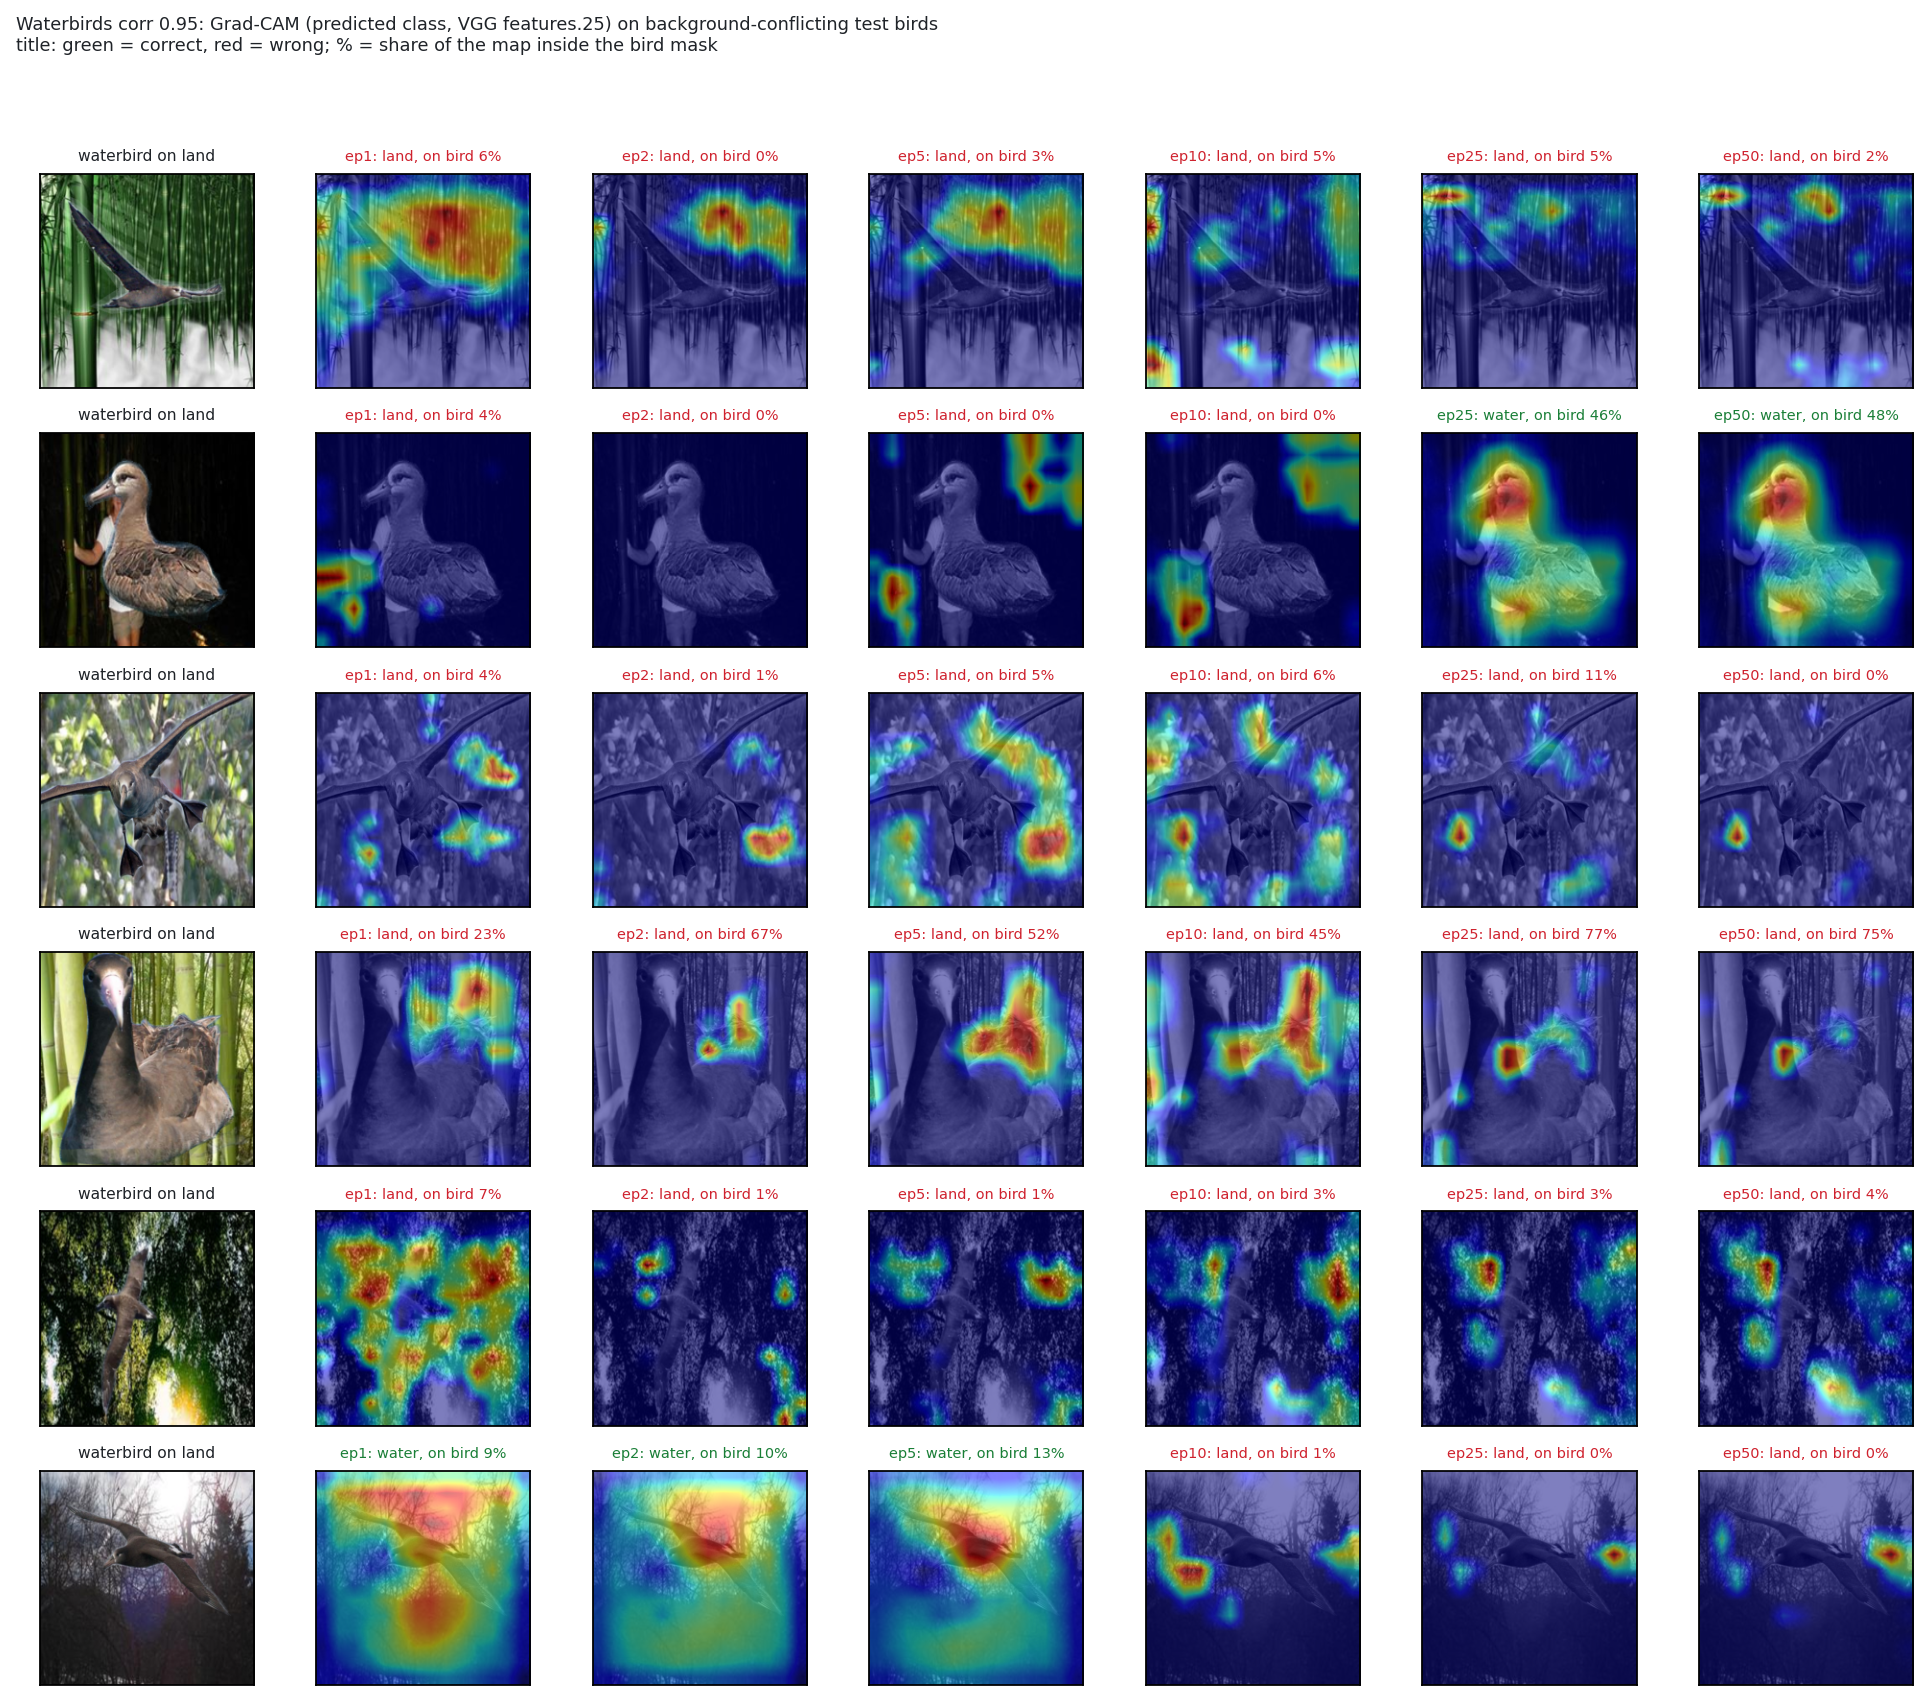 Waterbirds corr 0.95: Grad-CAM (predicted class, VGG features.25) on background-conflicting test birds
title: green = correct, red = wrong; % = share of the map inside the bird mask
waterbird on land
ep1: land, on bird 6%
ep2: land, on bird 0%
ep5: land, on bird 3%
ep10: land, on bird 5%
ep25: land, on bird 5%
ep50: land, on bird 2%
waterbird on land
ep1: land, on bird 4%
ep2: land, on bird 0%
ep5: land, on bird 0%
ep10: land, on bird 0%
ep25: water, on bird 46%
ep50: water, on bird 48%
waterbird on land
ep1: land, on bird 4%
ep2: land, on bird 1%
ep5: land, on bird 5%
ep10: land, on bird 6%
ep25: land, on bird 11%
ep50: land, on bird 0%
waterbird on land
ep1: land, on bird 23%
ep2: land, on bird 67%
ep5: land, on bird 52%
ep10: land, on bird 45%
ep25: land, on bird 77%
ep50: land, on bird 75%
waterbird on land
ep1: land, on bird 7%
ep2: land, on bird 1%
ep5: land, on bird 1%
ep10: land, on bird 3%
ep25: land, on bird 3%
ep50: land, on bird 4%
waterbird on land
ep1: water, on bird 9%
ep2: water, on bird 10%
ep5: water, on bird 13%
ep10: land, on bird 1%
ep25: land, on bird 0%
ep50: land, on bird 0%